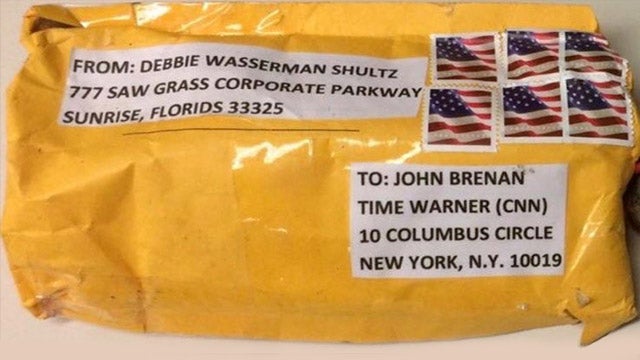 FROM: DEBBIE WASSERMAN SHULTZ
777 SAW GRASS CORPORATE PARKWAY
SUNRISE, FLORIDS 33325
TO: JOHN BRENAN
TIME WARNER (CNN)
10 COLUMBUS CIRCLE
NEW YORK, N.Y. 10019